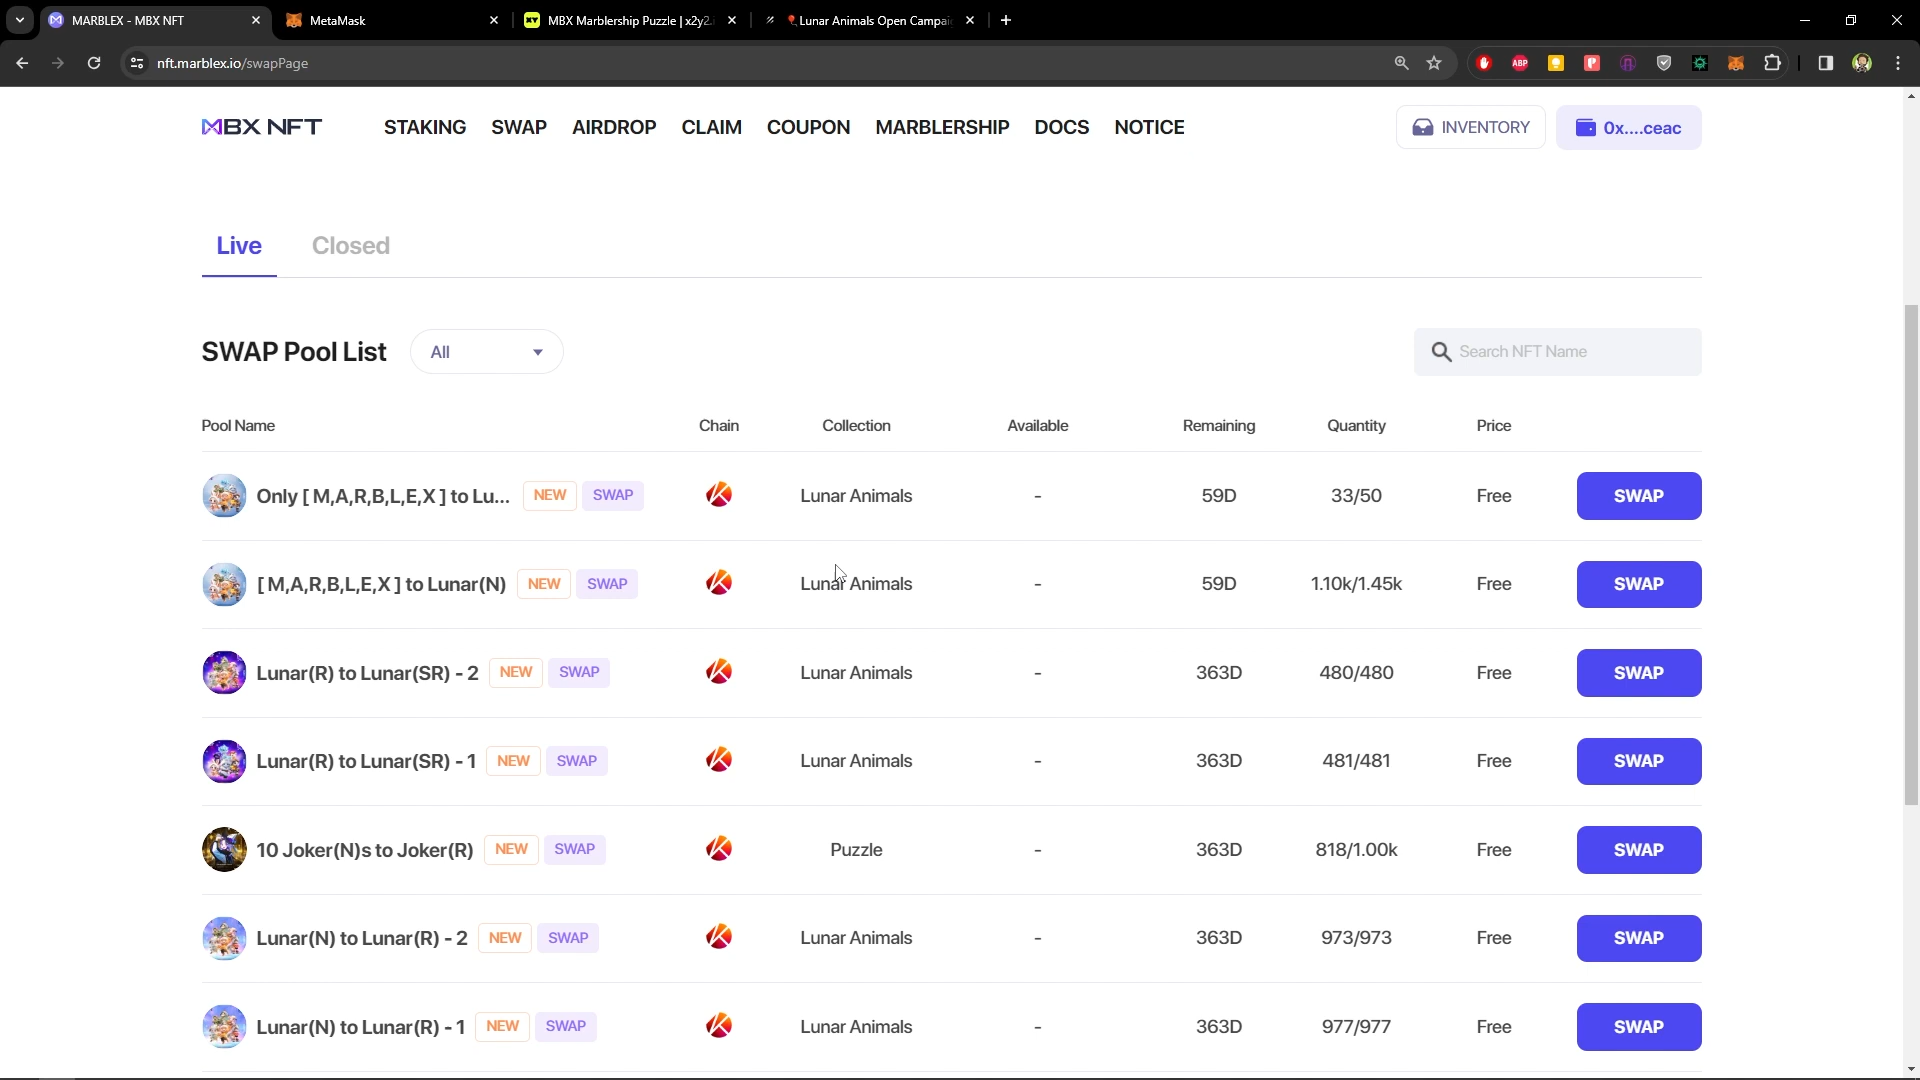 MARBLEX - MBX NFT
MetaMask
MBX Marblership Puzzle | x2y2.
Lunar Animals Open Campai
nft.marblex.io/swapPage
ABP
MBX NFT
STAKING
SWAP
AIRDROP
CLAIM
COUPON
MARBLERSHIP
DOCS
NOTICE
INVENTORY
0x....ceac
Live
Closed
SWAP Pool List
All
Search NFT Name
Pool Name Chain Collection Available Remaining Quantity Price
Only [ M,A,R,B,L,E,X ] to Lu... NEW SWAP Lunar Animals - 59D 33/50 Free SWAP
[ M,A,R,B,L,E,X ] to Lunar(N) NEW SWAP Lunar Animals - 59D 1.10k/1.45k Free SWAP
Lunar(R) to Lunar(SR) - 2 NEW SWAP Lunar Animals - 363D 480/480 Free SWAP
Lunar(R) to Lunar(SR) - 1 NEW SWAP Lunar Animals - 363D 481/481 Free SWAP
10 Joker(N)s to Joker(R) NEW SWAP Puzzle - 363D 818/1.00k Free SWAP
Lunar(N) to Lunar(R) - 2 NEW SWAP Lunar Animals - 363D 973/973 Free SWAP
Lunar(N) to Lunar(R) - 1 NEW SWAP Lunar Animals - 363D 977/977 Free SWAP